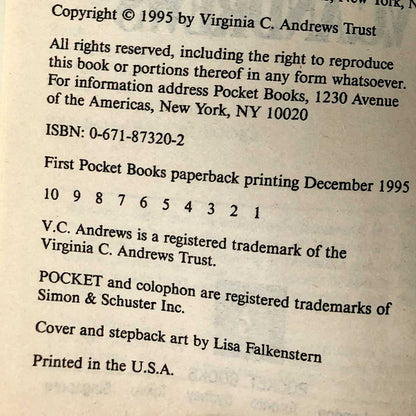 New York, N
Copyright © 1995 by Virginia C. Andrews Trust
All rights reserved, including the right to reproduce
this book or portions thereof in any form whatsoever.
For information address Pocket Books, 1230 Avenue
of the Americas, New York, NY 10020
ISBN: 0-671-87320-2
First Pocket Books paperback printing December 1995
10 9 8 7 6 5 4 3 2 1
V.C. Andrews is a registered trademark of the
Virginia C. Andrews Trust.
POCKET and colophon are registered trademarks of
Simon & Schuster Inc.
Cover and stepback art by Lisa Falkenstern
Printed in the U.S.A.